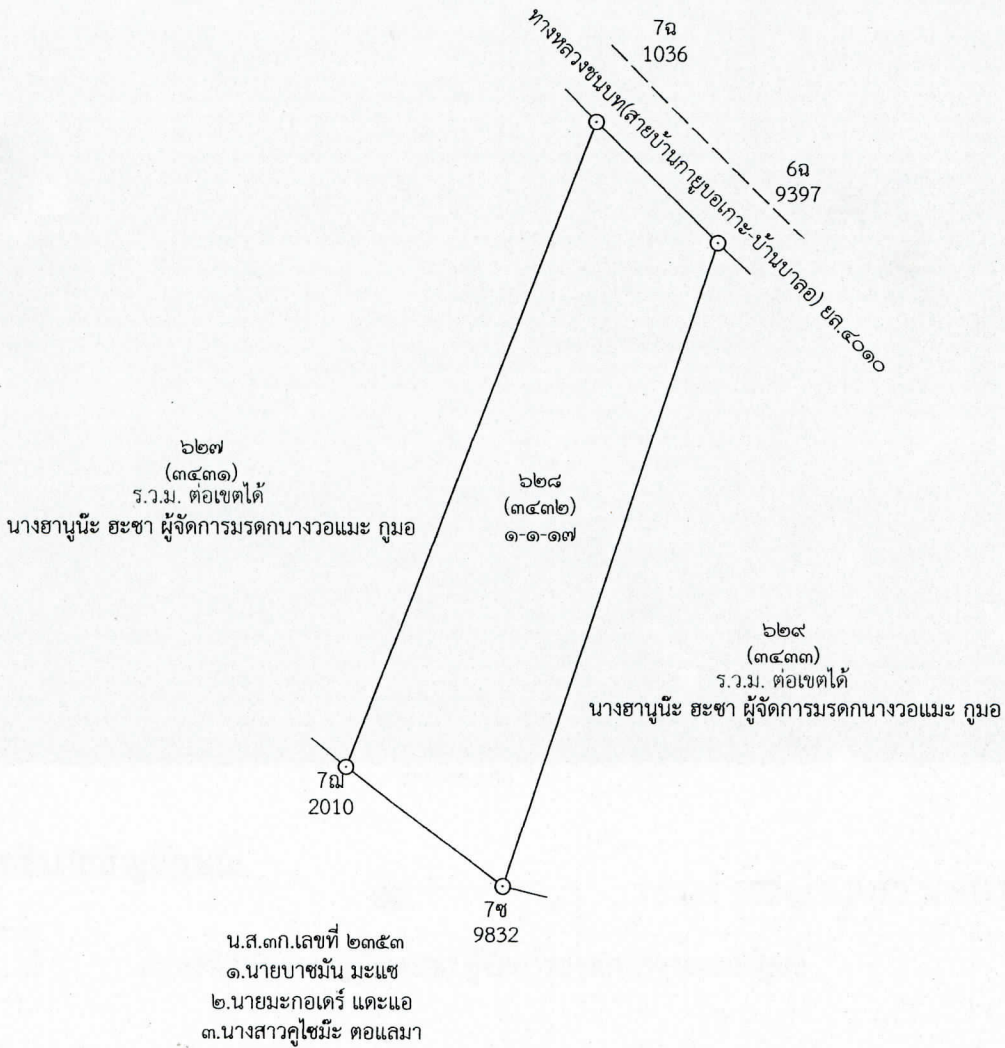 7ฉ
1036
ทางหลวงชนบท(สายบ้านกายูบอเกาะ-บ้านบาลอ) ยล.๔๐๑๐
6ฉ
9397
๖๒๗
(๓๔๓๑)
ร.ว.ม. ต่อเขตได้
นางฮานูน๊ะ ฮะซา ผู้จัดการมรดกนางวอแมะ กูมอ
๖๒๘
(๓๔๓๒)
๑-๑-๑๗
๖๒๙
(๓๔๓๓)
ร.ว.ม. ต่อเขตได้
นางฮานูน๊ะ ฮะซา ผู้จัดการมรดกนางวอแมะ กูมอ
7ฌ
2010
7ช
9832
น.ส.๓ก.เลขที่ ๒๓๕๓
๑.นายบาซมัน มะแซ
๒.นายมะกอเดร์ แดะแอ
๓.นางสาวคูไซม๊ะ ตอแลมา